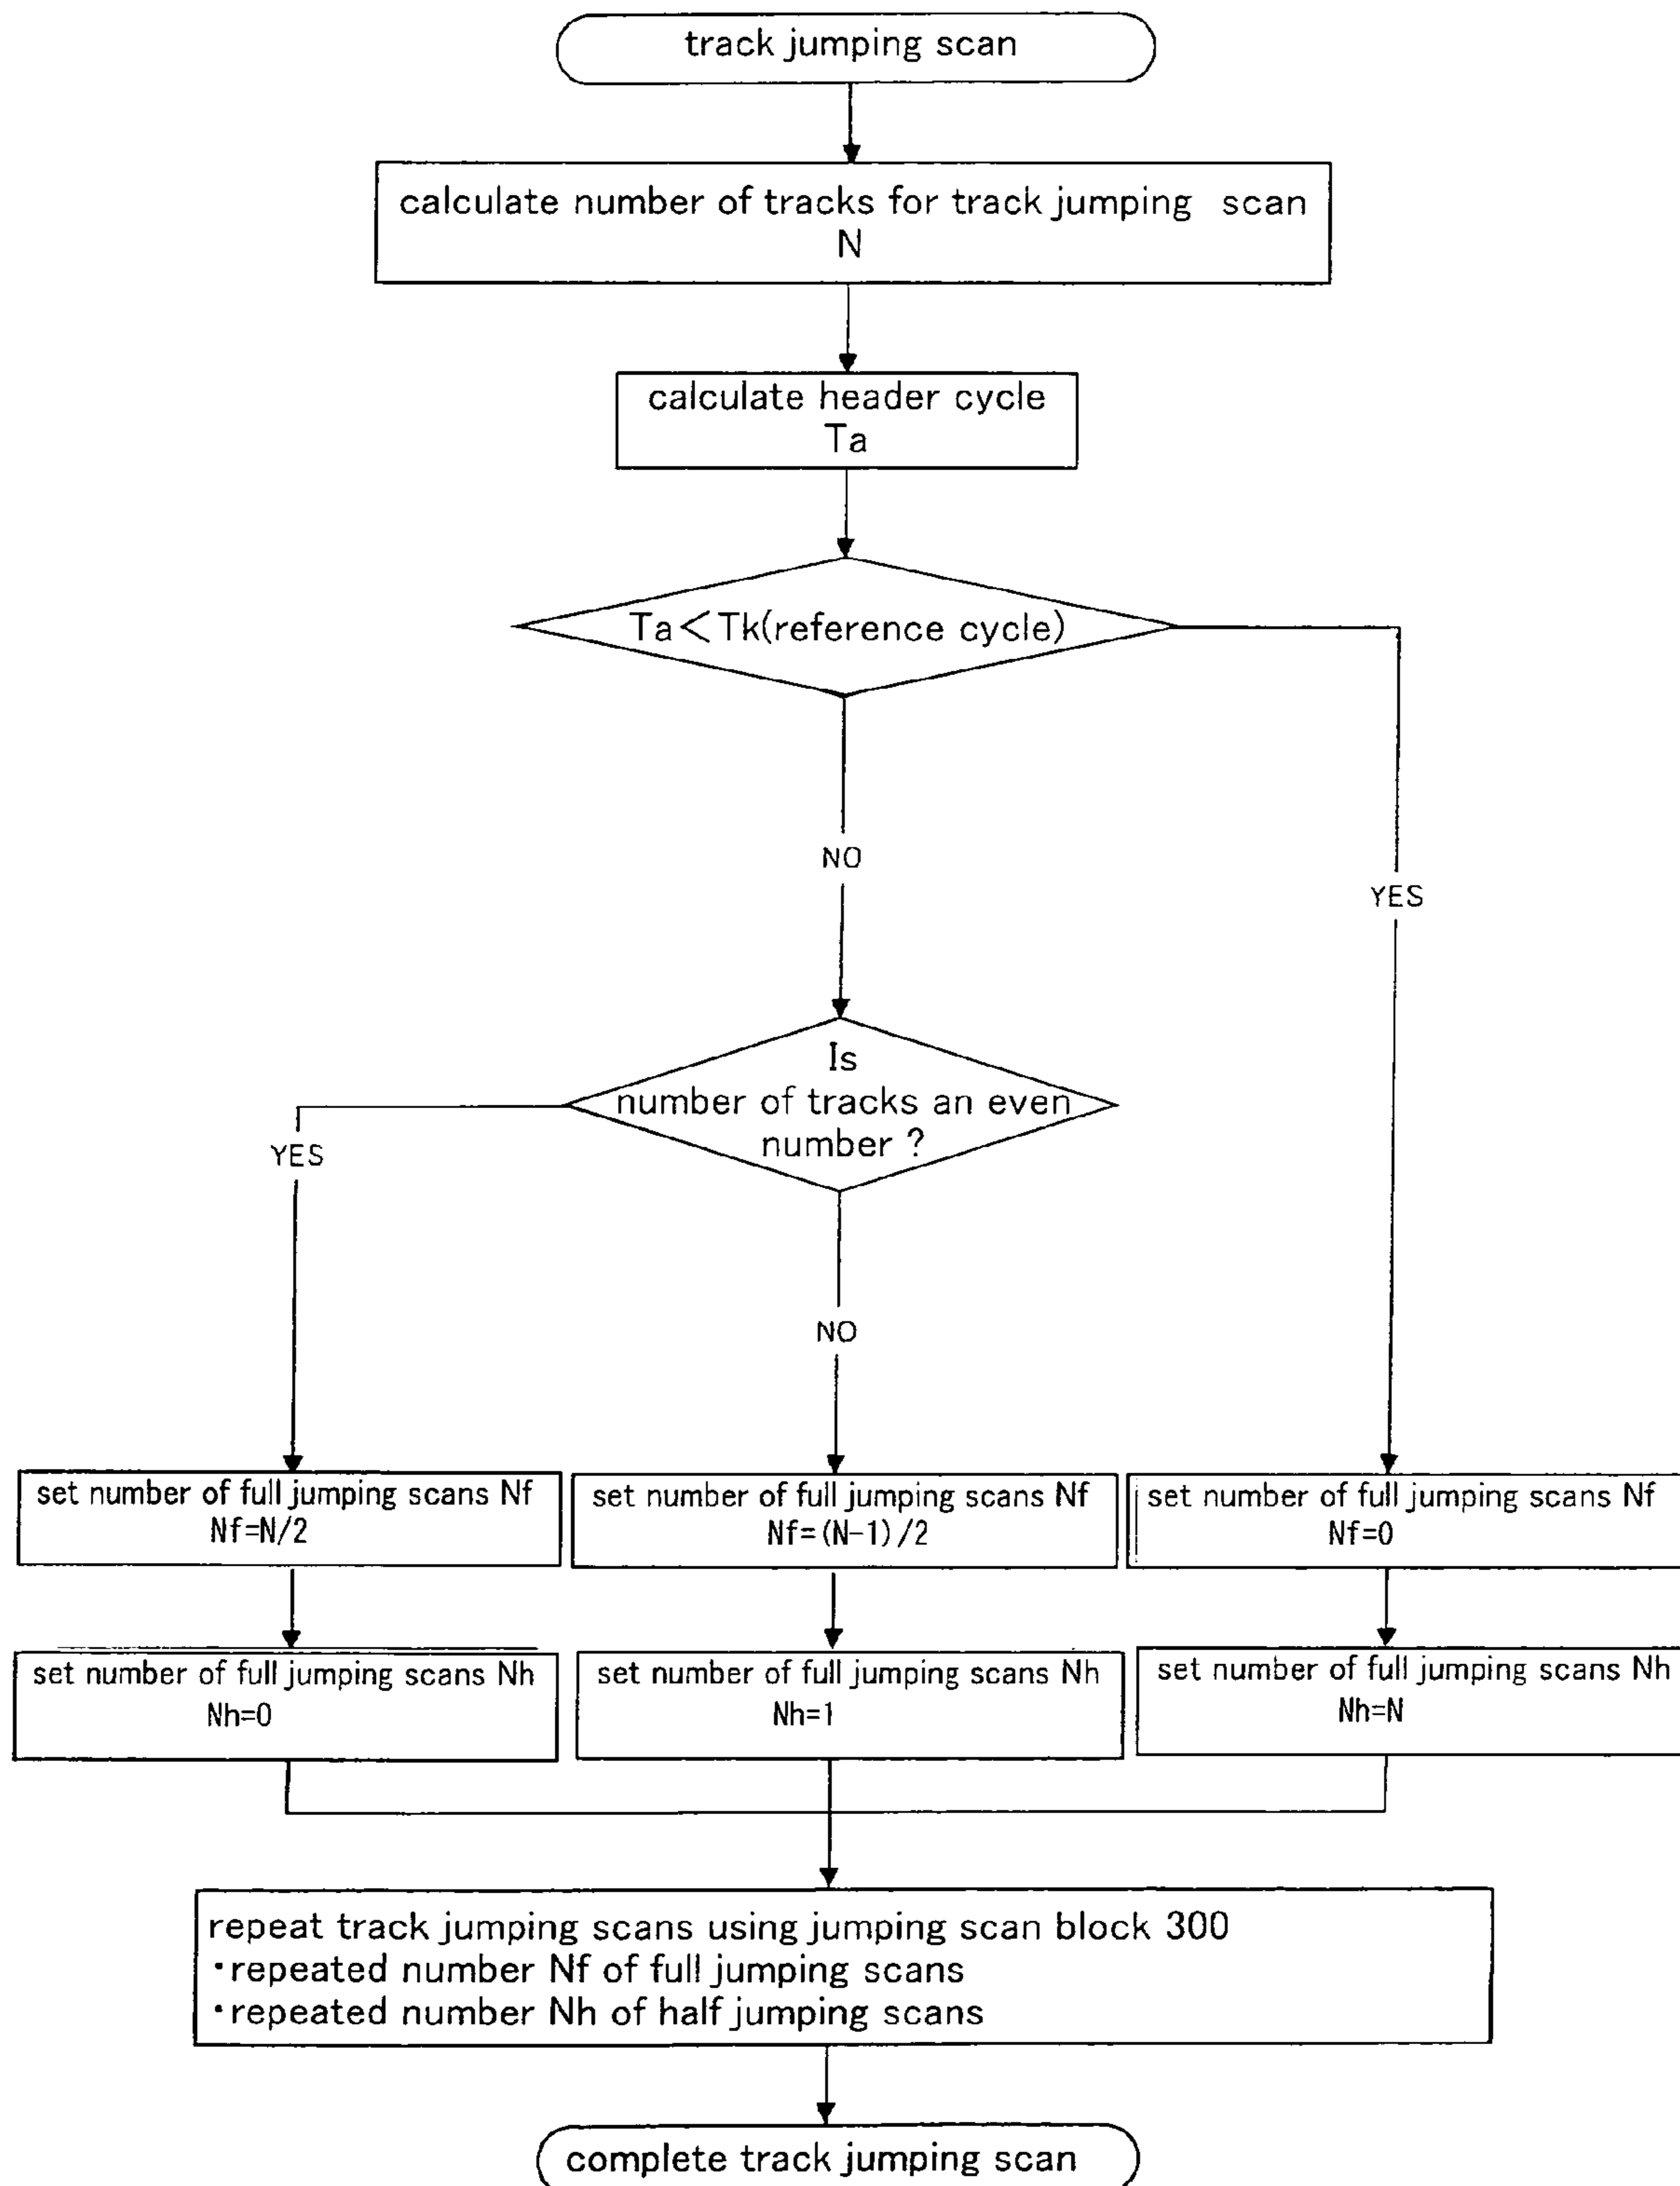 track jumping scan
calculate number of tracks for track jumping scan
N
calculate header cycle
Ta
Ta<Tk(reference cycle)
NO
YES
Is
number of tracks an even
number ?
YES
NO
set number of full jumping scans Nf
Nf=N/2
set number of full jumping scans Nf
Nf=(N-1)/2
set number of full jumping scans Nf
Nf=0
set number of full jumping scans Nh
Nh=0
set number of full jumping scans Nh
Nh=1
set number of full jumping scans Nh
Nh=N
repeat track jumping scans using jumping scan block 300
・repeated number Nf of full jumping scans
・repeated number Nh of half jumping scans
complete track jumping scan